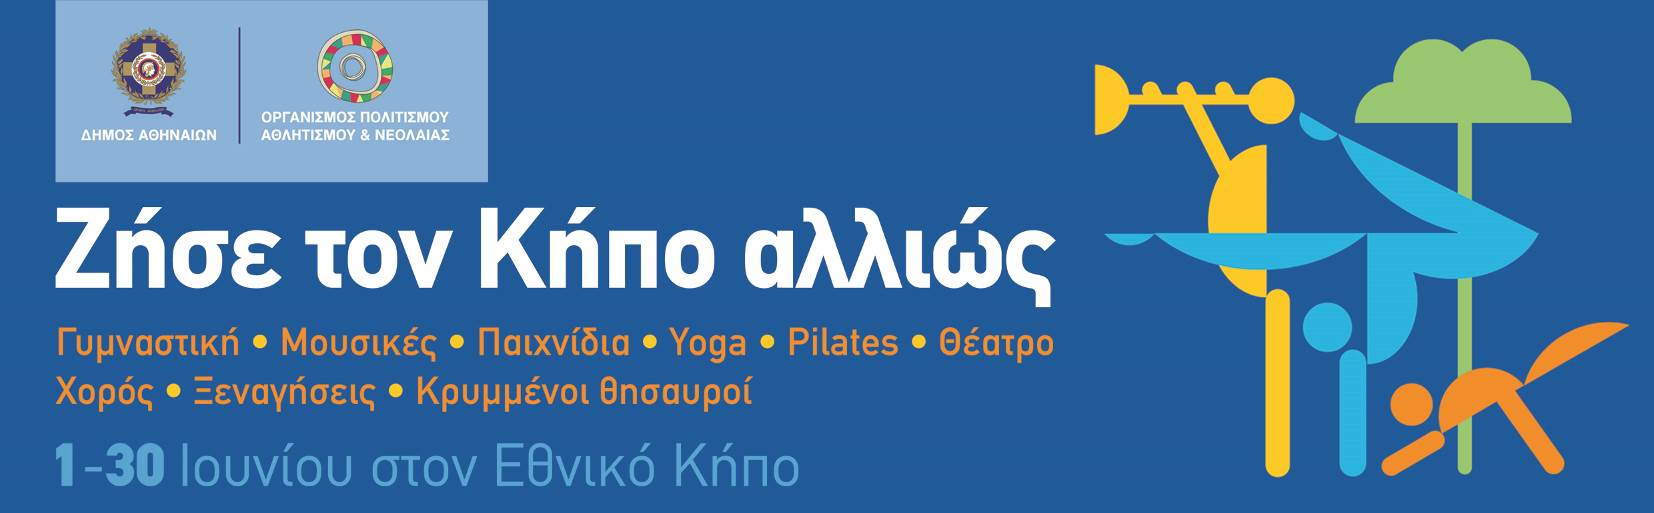 ΔΗΜΟΣ ΑΘΗΝΑΙΩΝ
ΟΡΓΑΝΙΣΜΟΣ ΠΟΛΙΤΙΣΜΟΥ
ΑΘΛΗΤΙΣΜΟΥ & ΝΕΟΛΑΙΑΣ
Ζήσε τον Κήπο αλλιώς
Γυμναστική • Μουσικές • Παιχνίδια • Yoga • Pilates • Θέατρο
Χορός • Ξεναγήσεις • Κρυμμένοι θησαυροί
1-30 Ιουνίου στον Εθνικό Κήπο